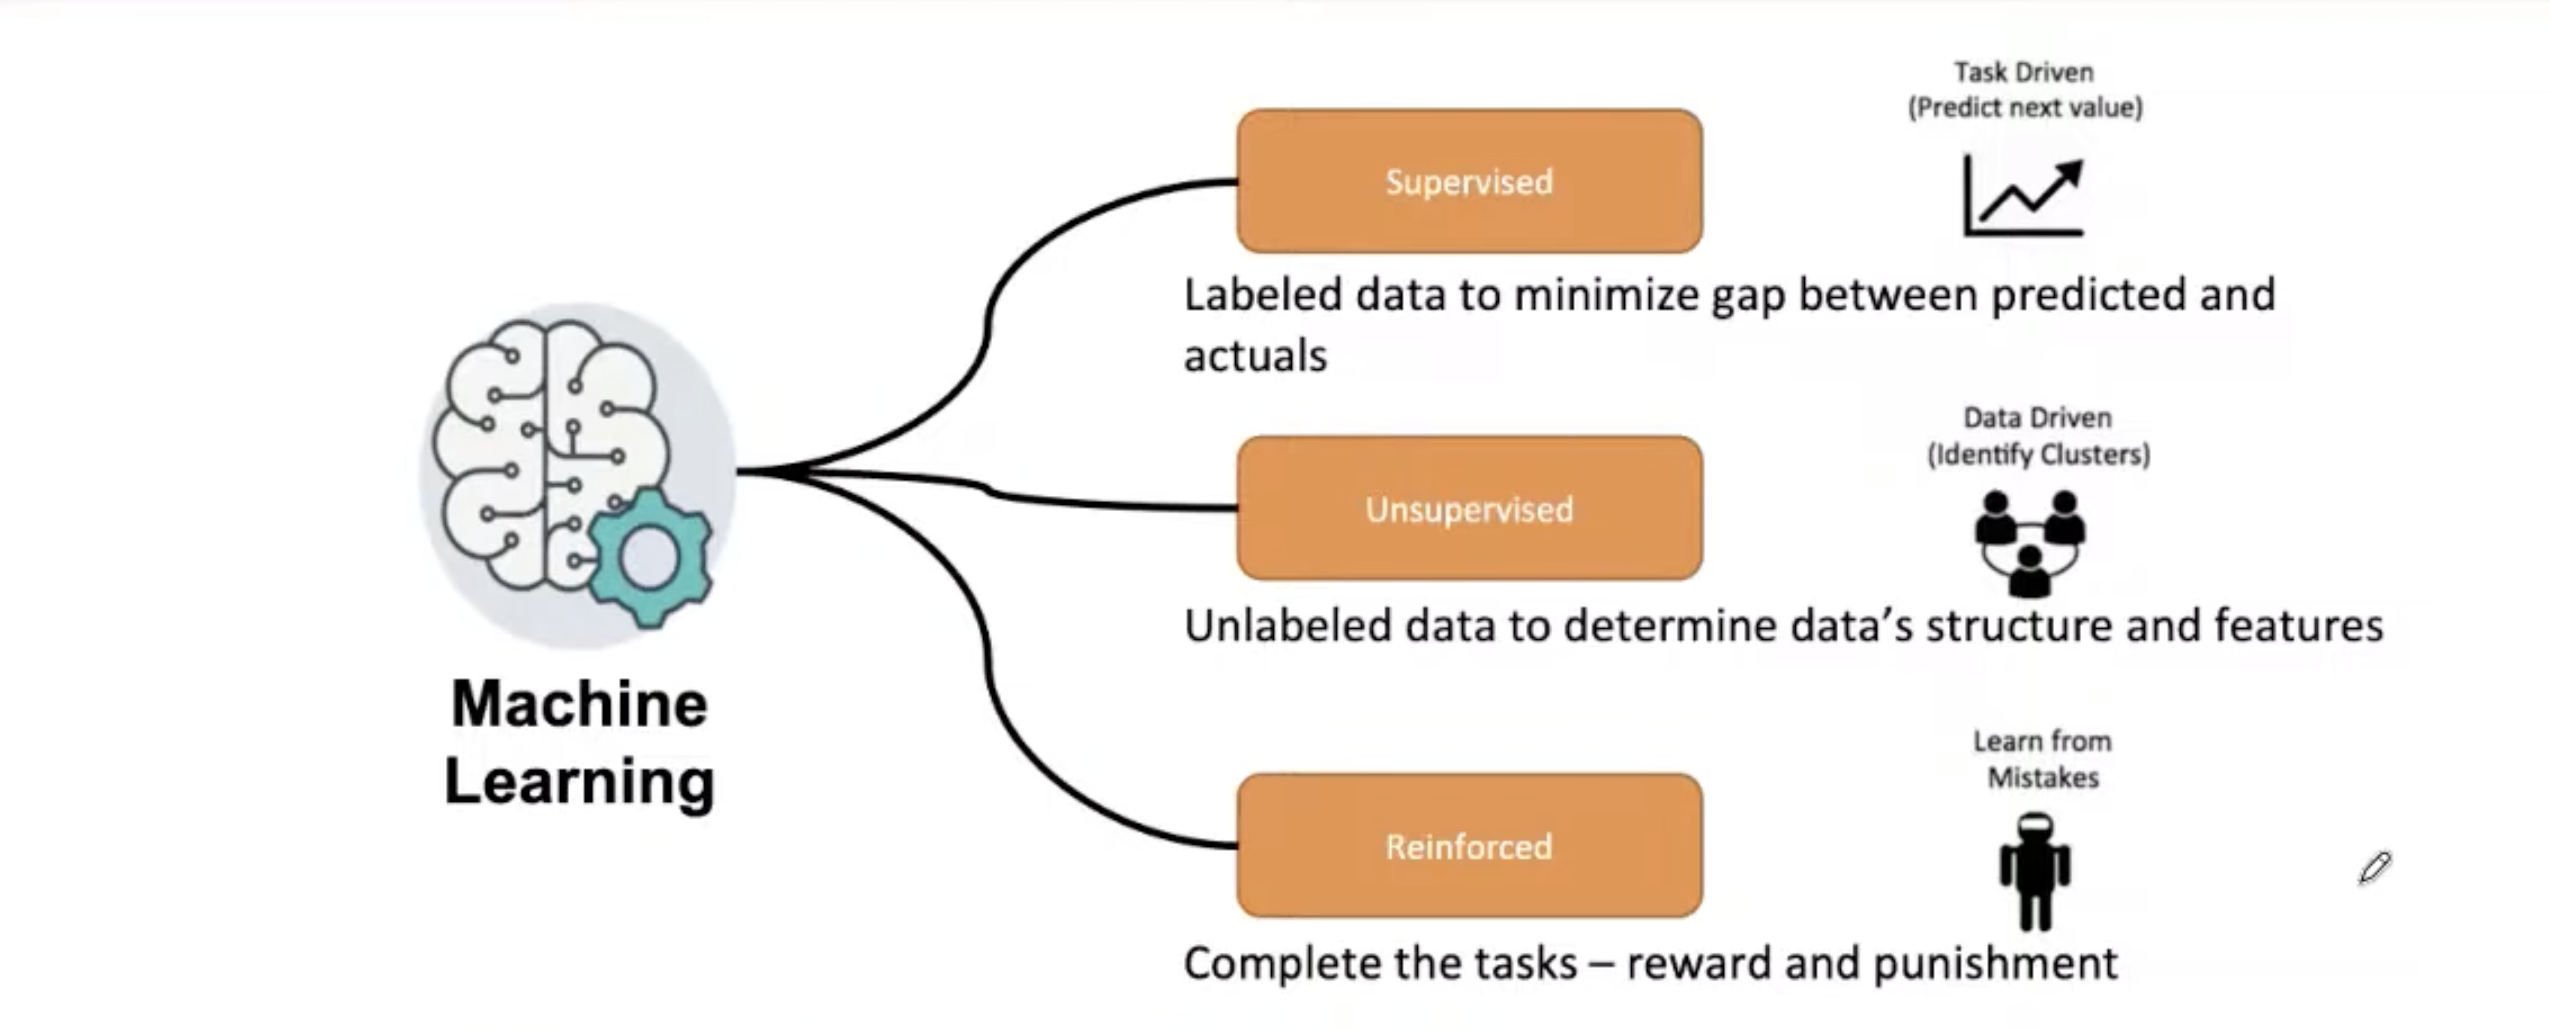 Task Driven
(Predict next value)
Supervised
Labeled data to minimize gap between predicted and
actuals
Data Driven
(Identify Clusters)
Unsupervised
Unlabeled data to determine data’s structure and features
Machine
Learning
Learn from
Mistakes
Reinforced
Complete the tasks – reward and punishment